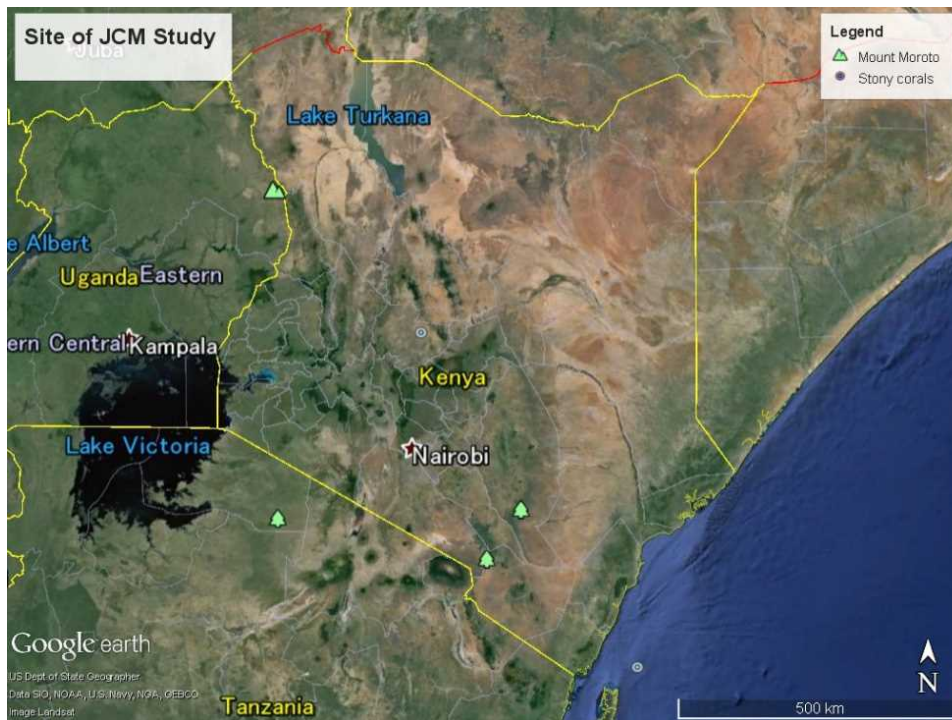 Site of JCM Study
Juba
Legend
Mount Moroto
Stony corals
Lake Turkana
e Albert
Uganda
Eastern
ern Central
Kampala
Kenya
Lake Victoria
Nairobi
Google earth
US Dept of State Geographer
Data SIO, NOAA, U.S. Navy, NGA, GEBCO
Image Landsat
Tanzania
N
500 km